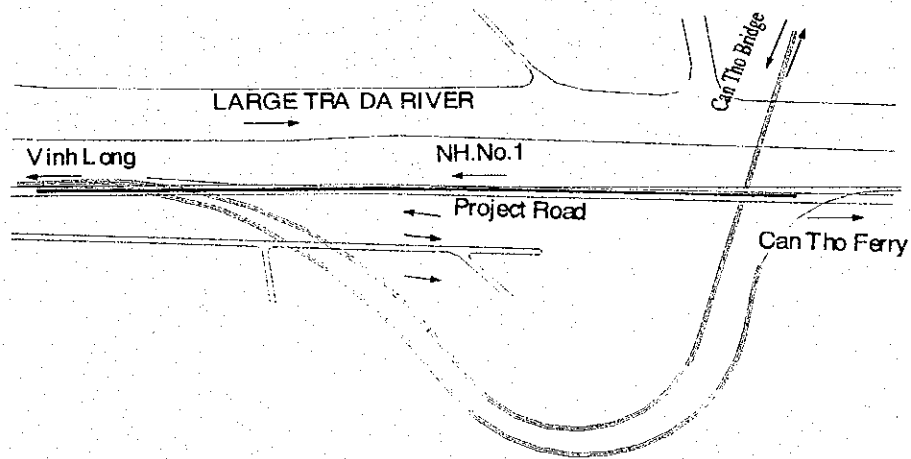 Can Tho Bridge
LARGE TRA DA RIVER
Vinh Long
NH.No.1
Project Road
Can Tho Ferry